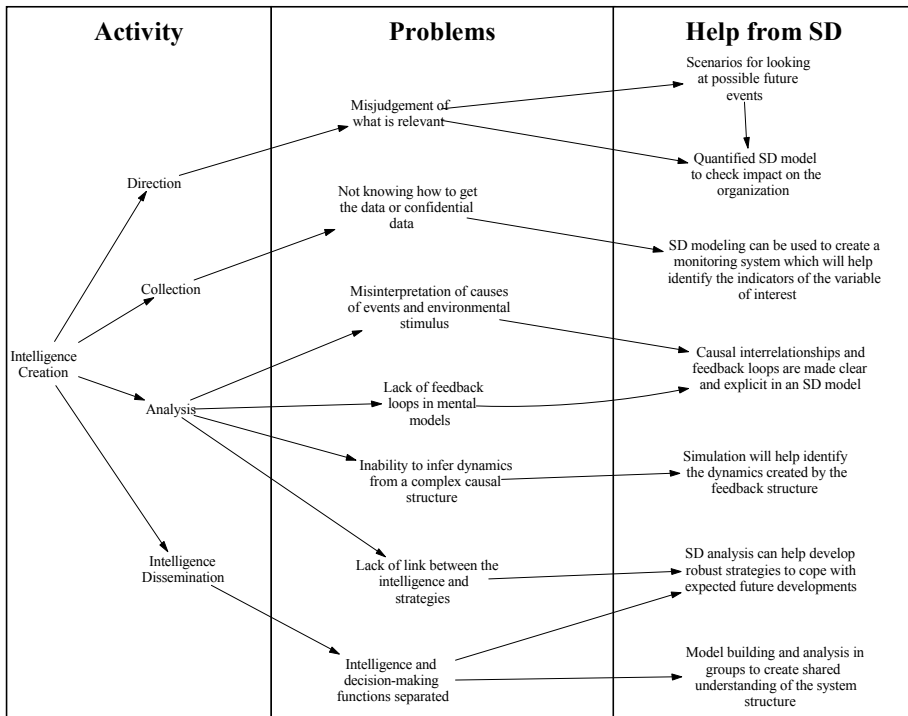 Activity
Problems
Help from SD
Intelligence
Creation
Direction
Collection
Analysis
Intelligence
Dissemination
Misjudgement of
what is relevant
Not knowing how to get
the data or confidential
data
Misinterpretation of causes
of events and environmental
stimulus
Lack of feedback
loops in mental
models
Inability to infer dynamics
from a complex causal
structure
Lack of link between the
intelligence and
strategies
Intelligence and
decision-making
functions separated
Scenarios for looking
at possible future
events
Quantified SD model
to check impact on the
organization
SD modeling can be used to create a
monitoring system which will help
identify the indicators of the variable
of interest
Causal interrelationships and
feedback loops are made clear
and explicit in an SD model
Simulation will help identify
the dynamics created by the
feedback structure
SD analysis can help develop
robust strategies to cope with
expected future developments
Model building and analysis in
groups to create shared
understanding of the system
structure